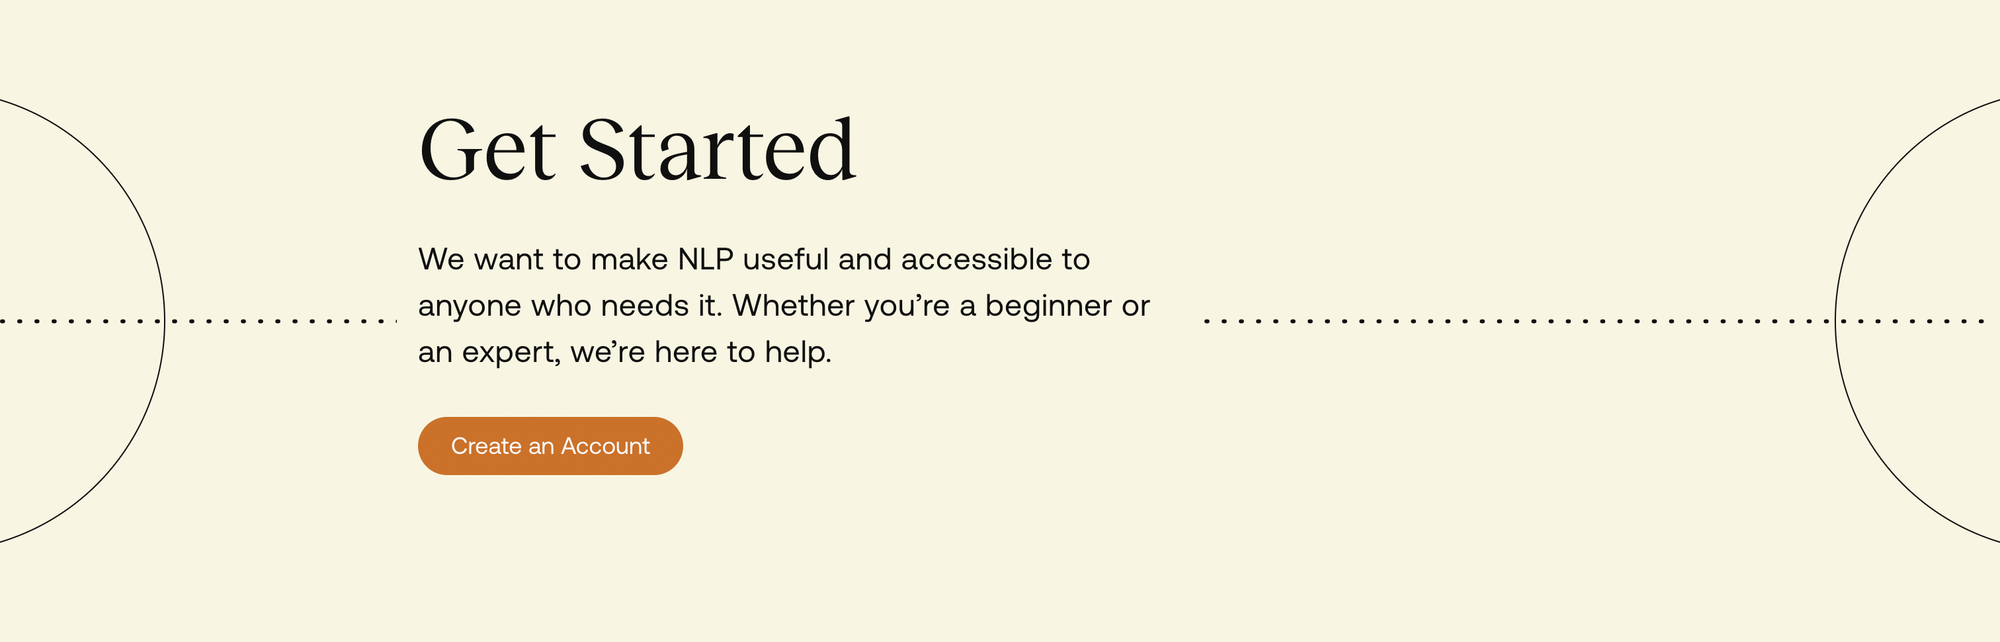 Get Started
We want to make NLP useful and accessible to
anyone who needs it. Whether you’re a beginner or
an expert, we’re here to help.
Create an Account